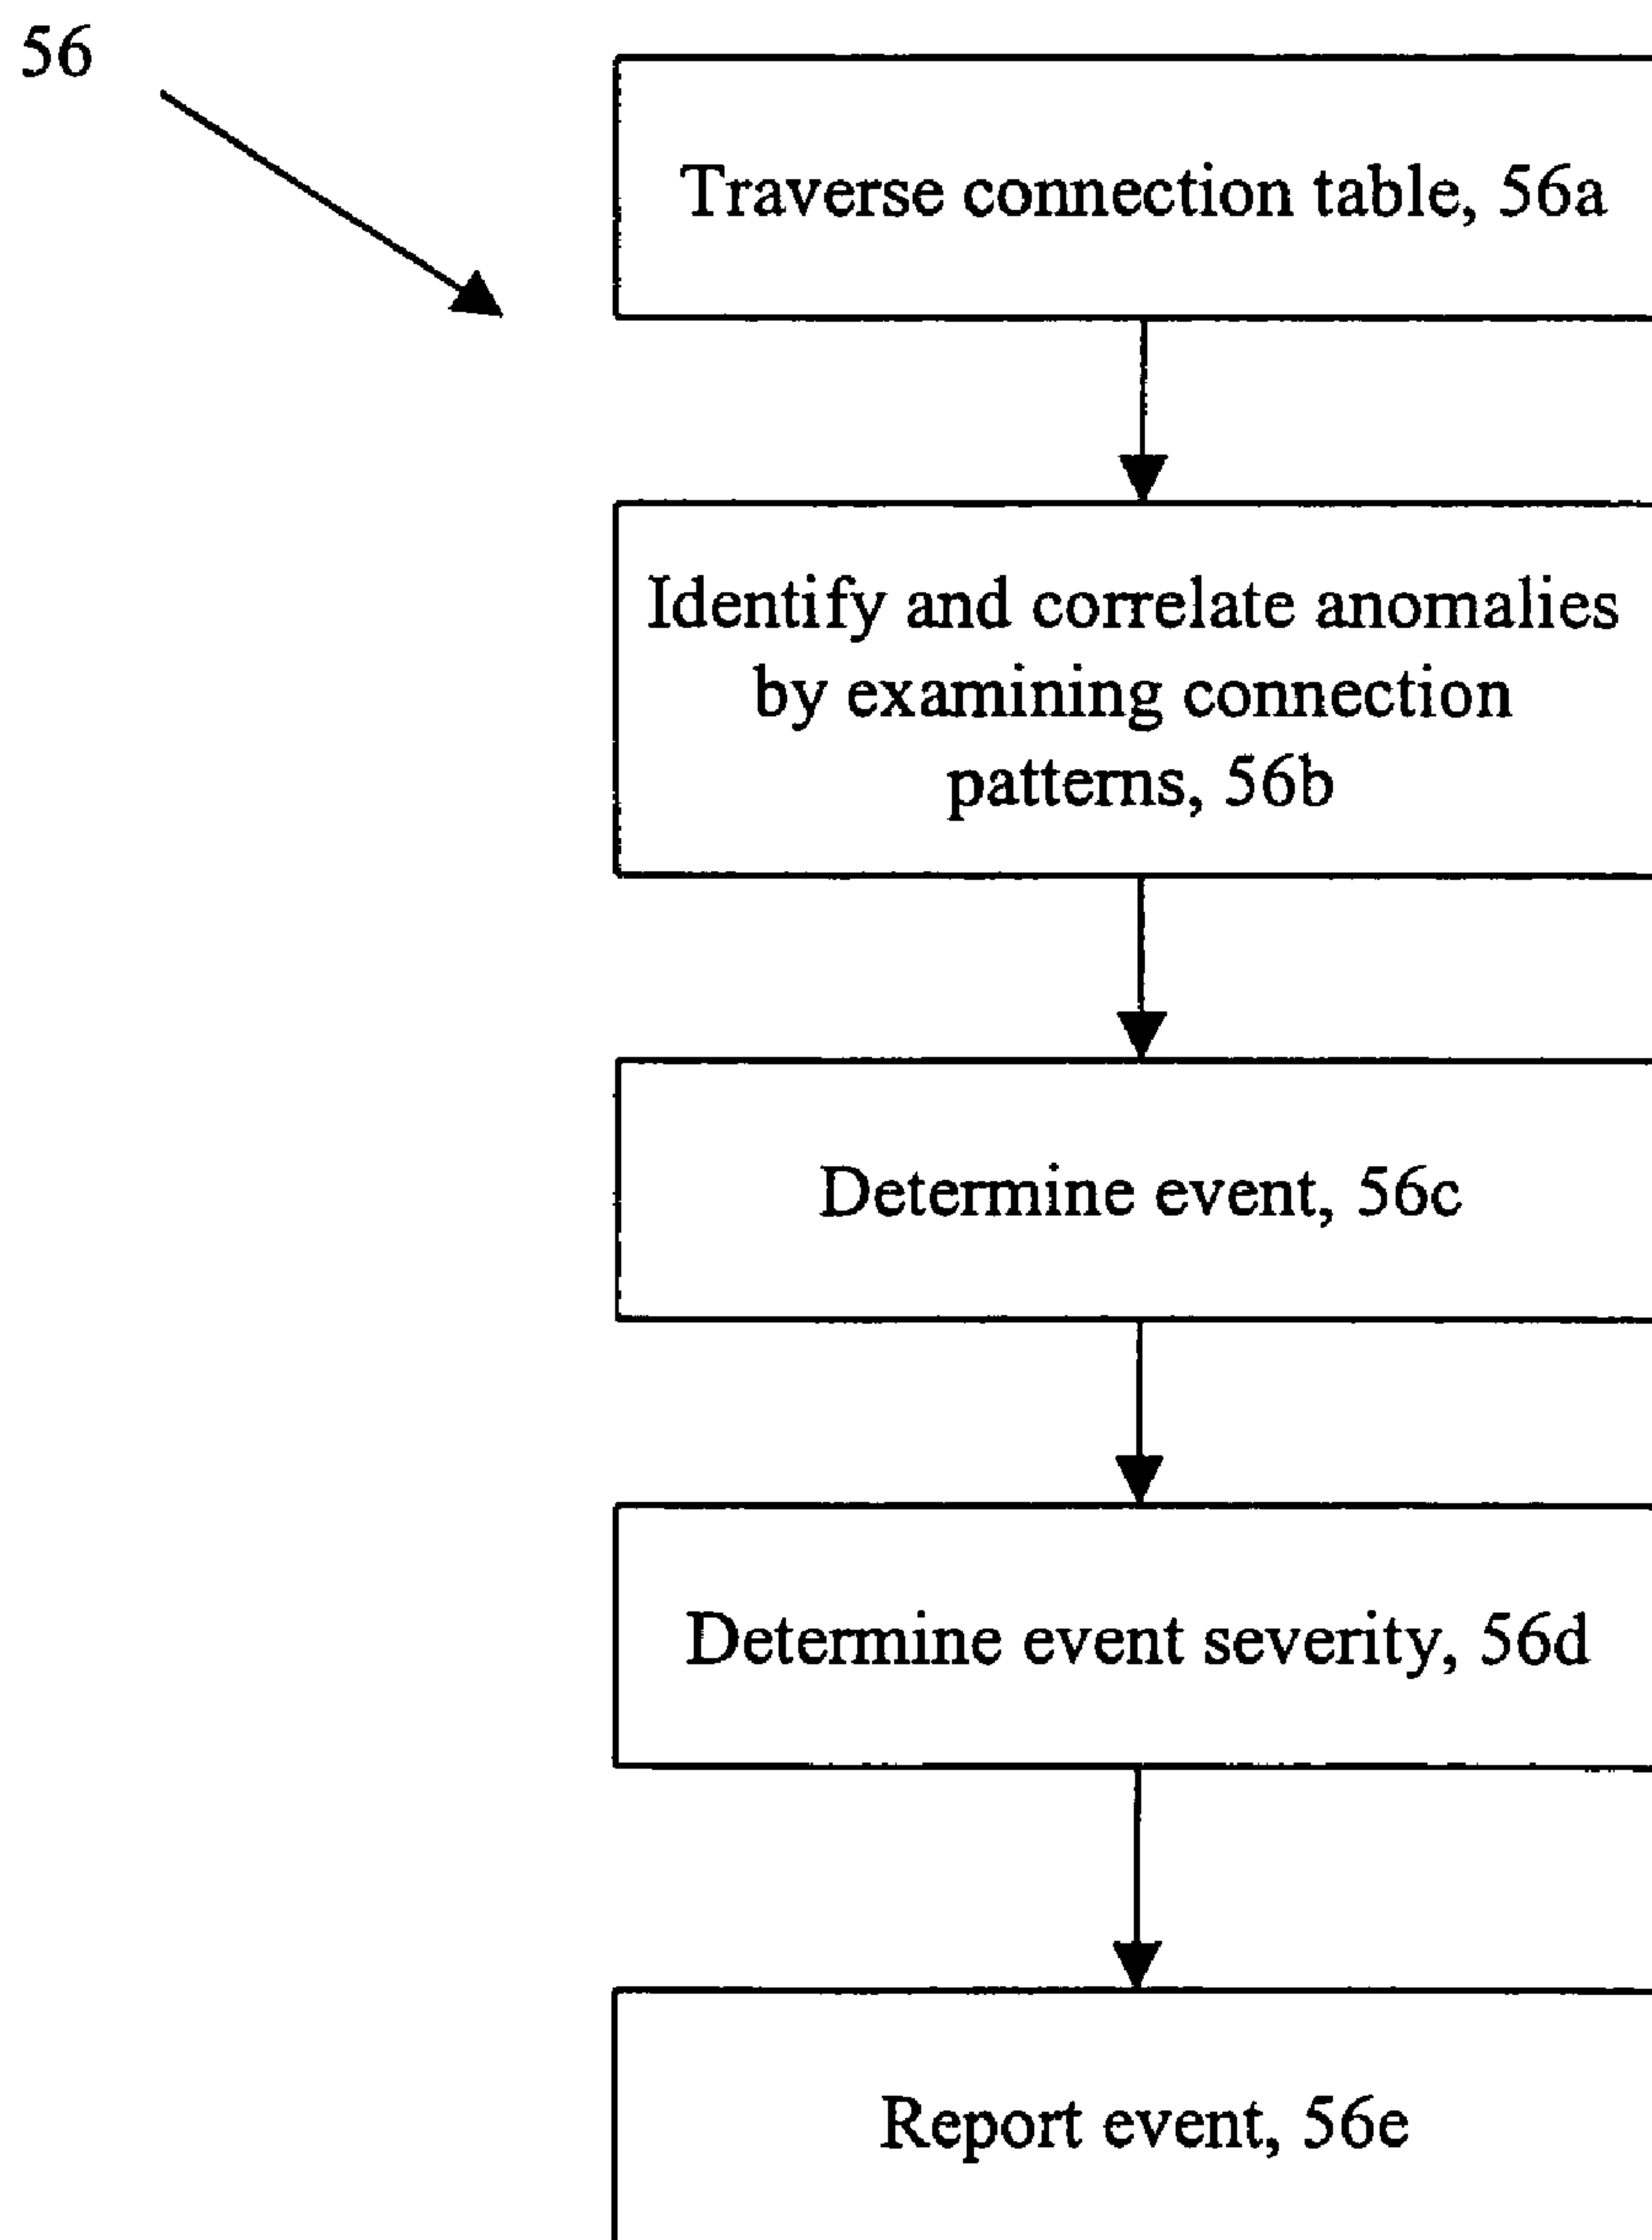 56
Traverse connection table, 56a
Identify and correlate anomalies
by examining connection
patterns, 56b
Determine event, 56c
Determine event severity, 56d
Report event, 56e